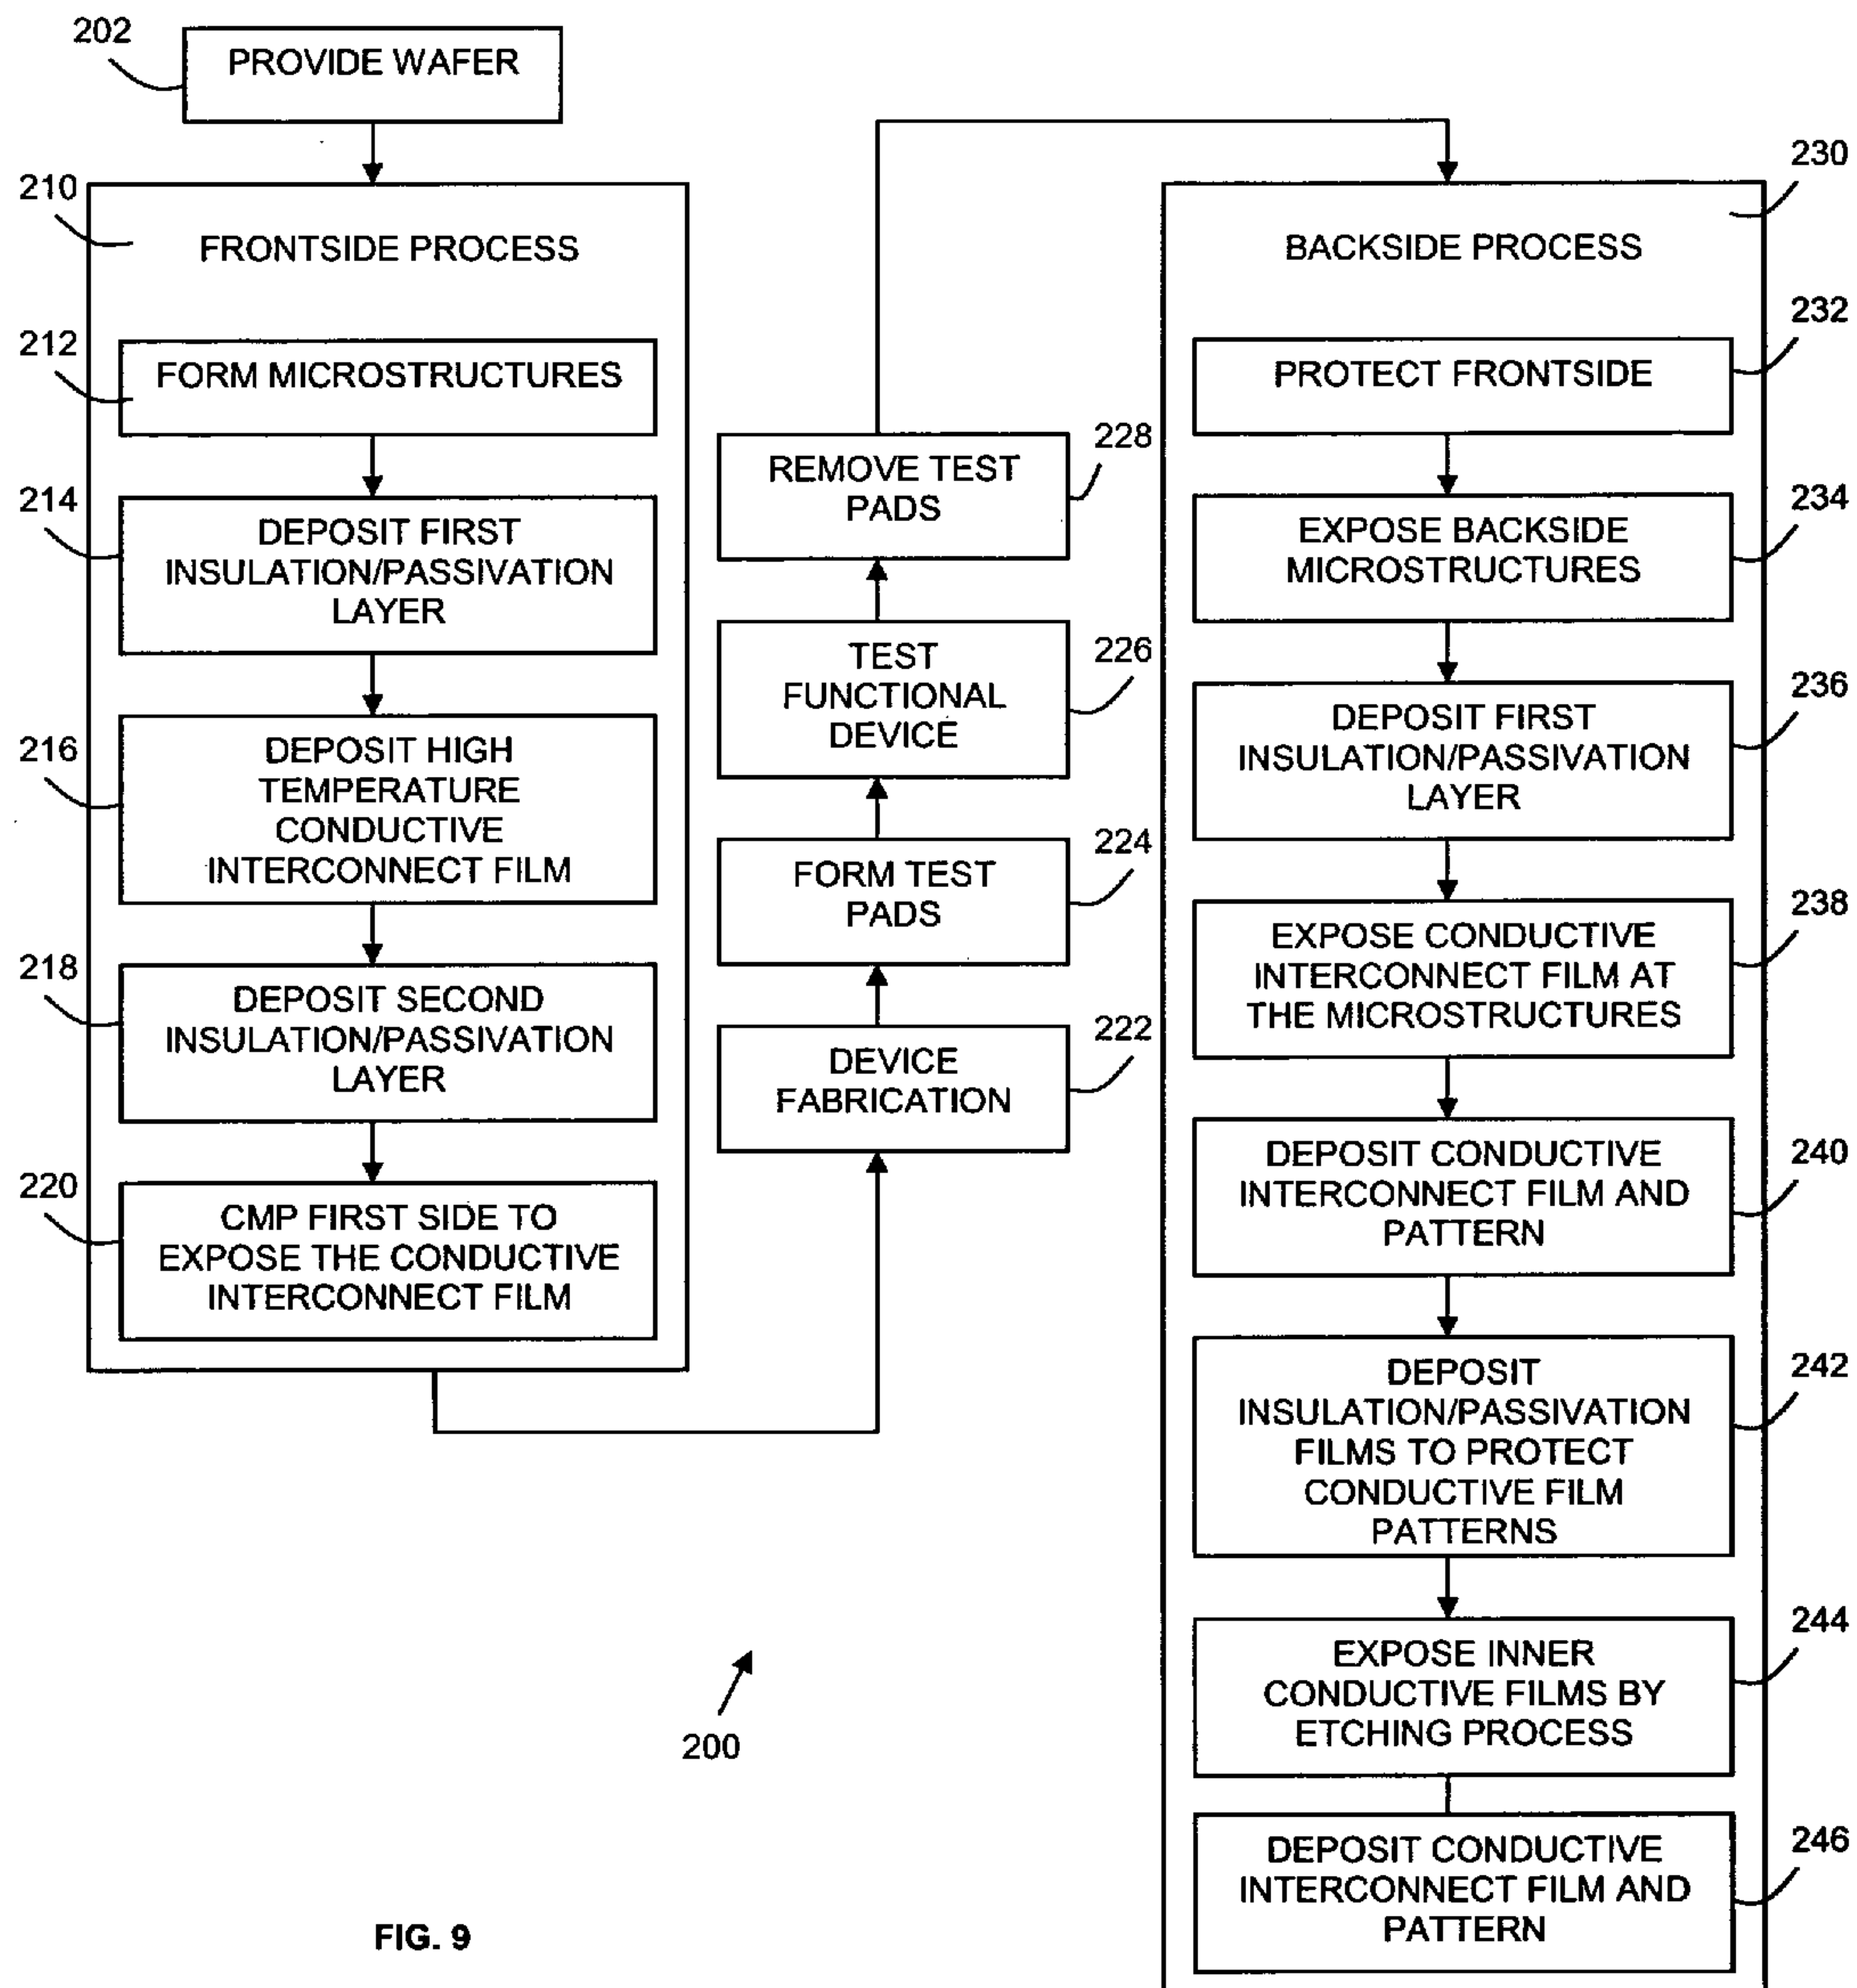 202
PROVIDE WAFER
210
FRONTSIDE PROCESS
212
FORM MICROSTRUCTURES
214
DEPOSIT FIRST
INSULATION/PASSIVATION
LAYER
216
DEPOSIT HIGH
TEMPERATURE
CONDUCTIVE
INTERCONNECT FILM
218
DEPOSIT SECOND
INSULATION/PASSIVATION
LAYER
220
CMP FIRST SIDE TO
EXPOSE THE CONDUCTIVE
INTERCONNECT FILM
228
REMOVE TEST
PADS
226
TEST
FUNCTIONAL
DEVICE
224
FORM TEST
PADS
222
DEVICE
FABRICATION
230
BACKSIDE PROCESS
232
PROTECT FRONTSIDE
234
EXPOSE BACKSIDE
MICROSTRUCTURES
236
DEPOSIT FIRST
INSULATION/PASSIVATION
LAYER
238
EXPOSE CONDUCTIVE
INTERCONNECT FILM AT
THE MICROSTRUCTURES
240
DEPOSIT CONDUCTIVE
INTERCONNECT FILM AND
PATTERN
242
DEPOSIT
INSULATION/PASSIVATION
FILMS TO PROTECT
CONDUCTIVE FILM
PATTERNS
244
EXPOSE INNER
CONDUCTIVE FILMS BY
ETCHING PROCESS
246
DEPOSIT CONDUCTIVE
INTERCONNECT FILM AND
PATTERN
200
FIG. 9